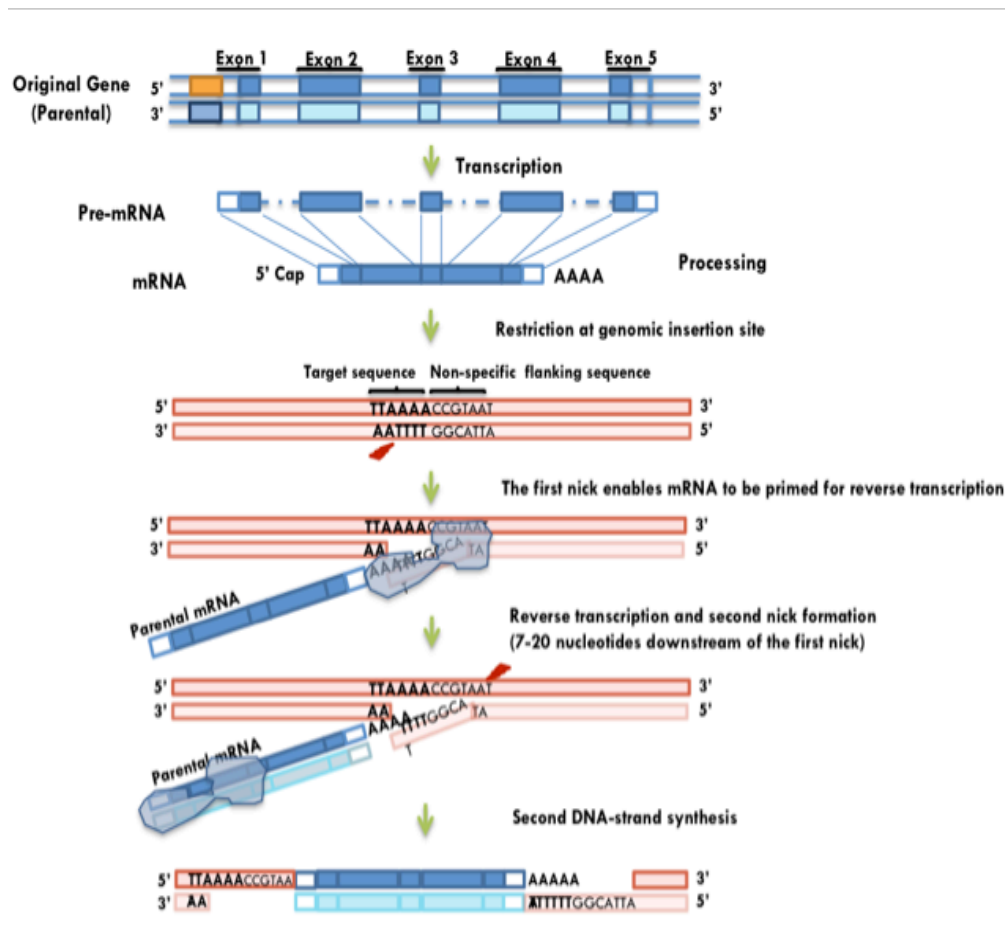 Exon 1 Exon 2 Exon 3 Exon 4 Exon 5
Original Gene 5' 3'
(Parental) 3' 5'
Transcription
Pre-mRNA
mRNA 5' Cap AAAA Processing
Restriction at genomic insertion site
Target sequence Non-specific flanking sequence
5' TTAAAACCGTAAT 3'
3' AATTTT GGCATTA 5'
The first nick enables mRNA to be primed for reverse transcription
5' TTAAAACCGTAAT 3'
3' AA GCA TA 5'
T
Parental mRNA
Reverse transcription and second nick formation
(7-20 nucleotides downstream of the first nick)
5' TTAAAACCGTAAT 3'
3' AA AAAA TTTTGGCA TA 5'
T
Parental mRNA
Second DNA-strand synthesis
5' TTAAAACCGTAA AAAAA 3'
3' AA TTTTTGGCATTA 5'